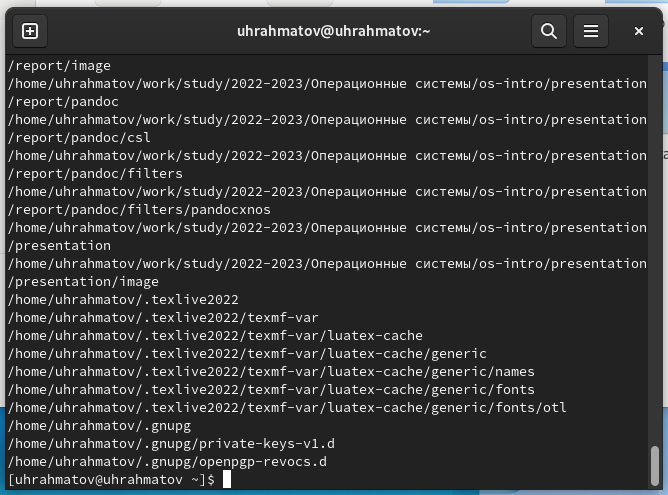 uhrahmatov@uhrahmatov:~
/report/image
/home/uhrahmatov/work/study/2022-2023/Операционные системы/os-intro/presentation
/report/pandoc
/home/uhrahmatov/work/study/2022-2023/Операционные системы/os-intro/presentation
/report/pandoc/csl
/home/uhrahmatov/work/study/2022-2023/Операционные системы/os-intro/presentation
/report/pandoc/filters
/home/uhrahmatov/work/study/2022-2023/Операционные системы/os-intro/presentation
/report/pandoc/filters/pandocxnos
/home/uhrahmatov/work/study/2022-2023/Операционные системы/os-intro/presentation
/presentation
/home/uhrahmatov/work/study/2022-2023/Операционные системы/os-intro/presentation
/presentation/image
/home/uhrahmatov/.texlive2022
/home/uhrahmatov/.texlive2022/texmf-var
/home/uhrahmatov/.texlive2022/texmf-var/luatex-cache
/home/uhrahmatov/.texlive2022/texmf-var/luatex-cache/generic
/home/uhrahmatov/.texlive2022/texmf-var/luatex-cache/generic/names
/home/uhrahmatov/.texlive2022/texmf-var/luatex-cache/generic/fonts
/home/uhrahmatov/.texlive2022/texmf-var/luatex-cache/generic/fonts/otl
/home/uhrahmatov/.gnupg
/home/uhrahmatov/.gnupg/private-keys-v1.d
/home/uhrahmatov/.gnupg/openpgp-revocs.d
[uhrahmatov@uhrahmatov ~]$